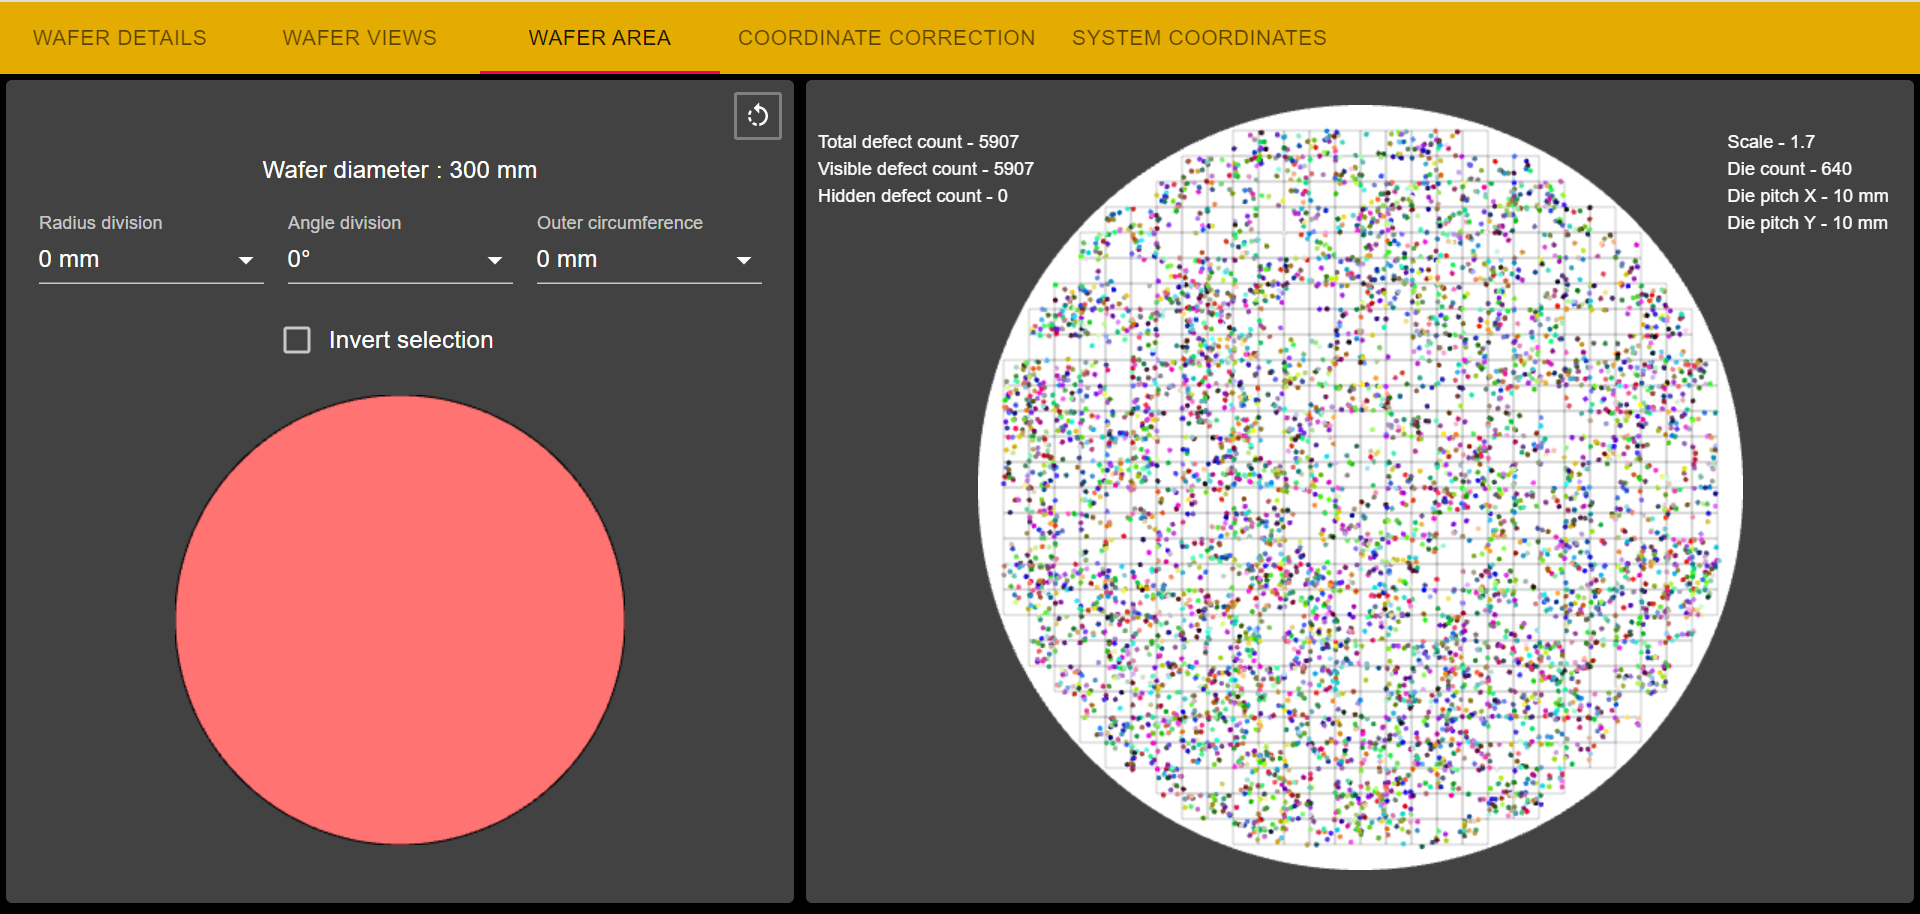 WAFER DETAILS
WAFER VIEWS
WAFER AREA
COORDINATE CORRECTION
SYSTEM COORDINATES
Wafer diameter : 300 mm
Radius division
Angle division
Outer circumference
0 mm
0°
0 mm
Invert selection
Total defect count - 5907
Visible defect count - 5907
Hidden defect count - 0
Scale - 1.7
Die count - 640
Die pitch X - 10 mm
Die pitch Y - 10 mm